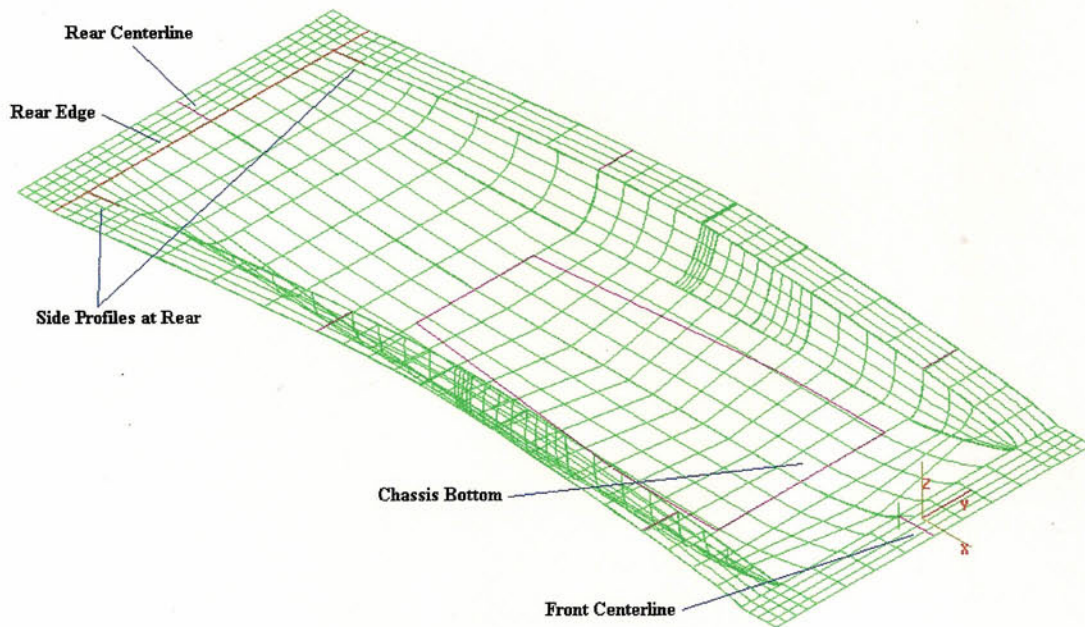 Rear Centerline
Rear Edge
Side Profiles at Rear
Chassis Bottom
Z
Y
X
Front Centerline